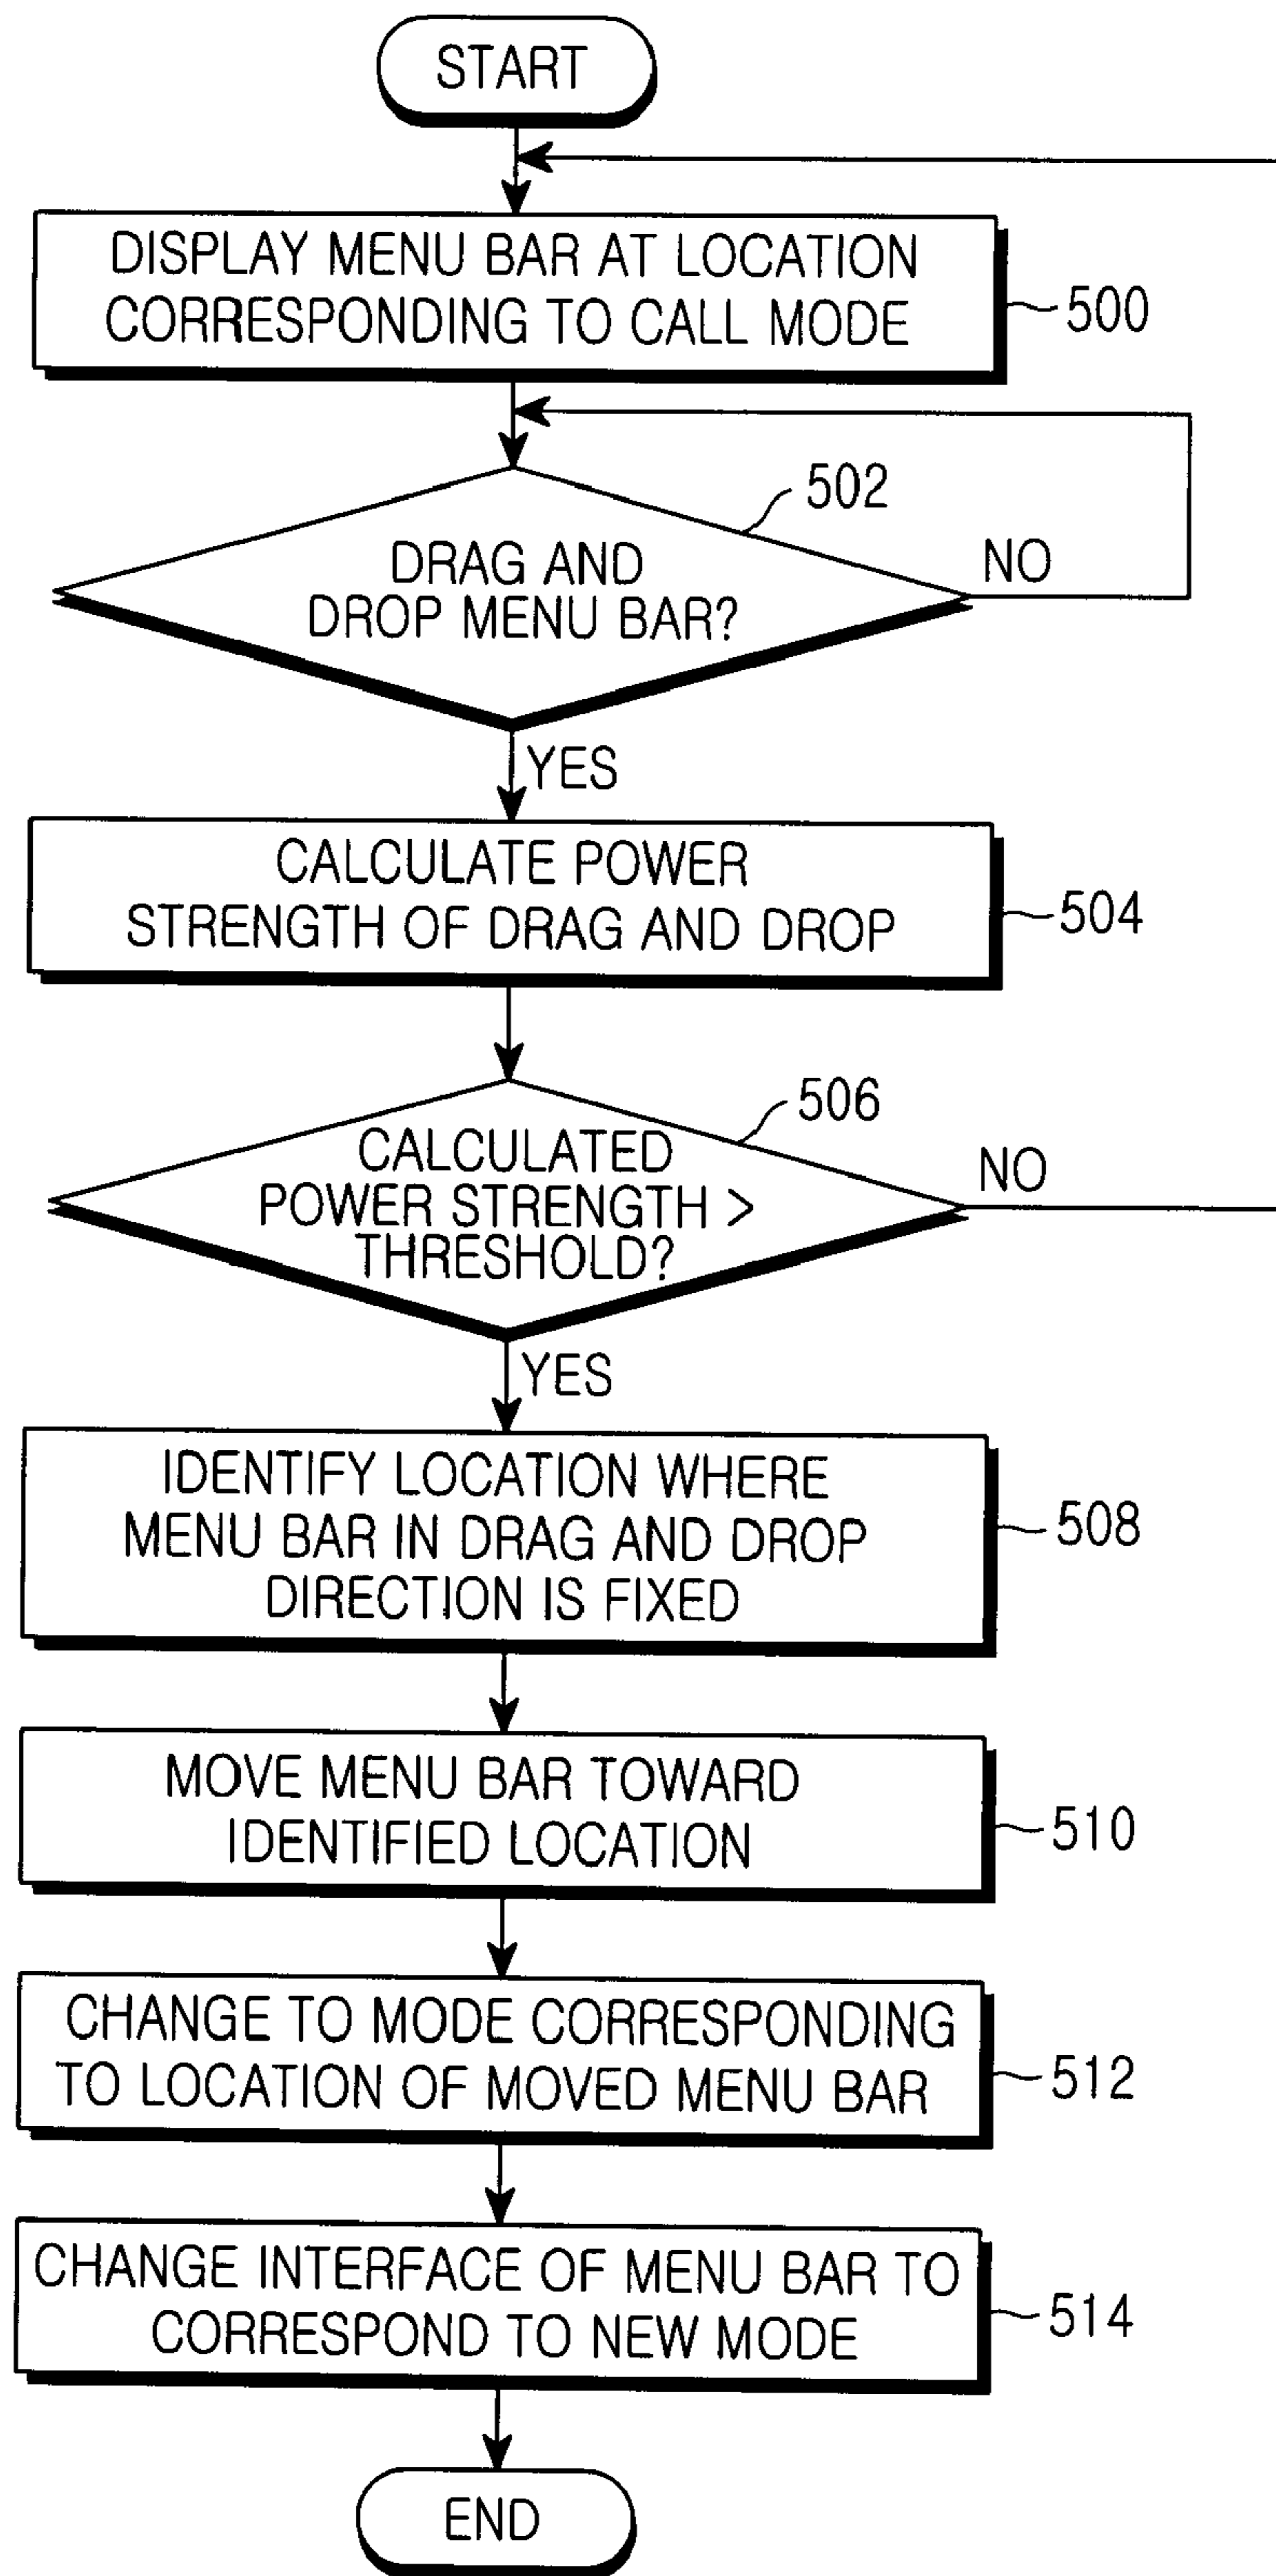 START
DISPLAY MENU BAR AT LOCATION
CORRESPONDING TO CALL MODE
500
502
DRAG AND
DROP MENU BAR?
NO
YES
CALCULATE POWER
STRENGTH OF DRAG AND DROP
504
506
CALCULATED
POWER STRENGTH >
THRESHOLD?
NO
YES
IDENTIFY LOCATION WHERE
MENU BAR IN DRAG AND DROP
DIRECTION IS FIXED
508
MOVE MENU BAR TOWARD
IDENTIFIED LOCATION
510
CHANGE TO MODE CORRESPONDING
TO LOCATION OF MOVED MENU BAR
512
CHANGE INTERFACE OF MENU BAR TO
CORRESPOND TO NEW MODE
514
END